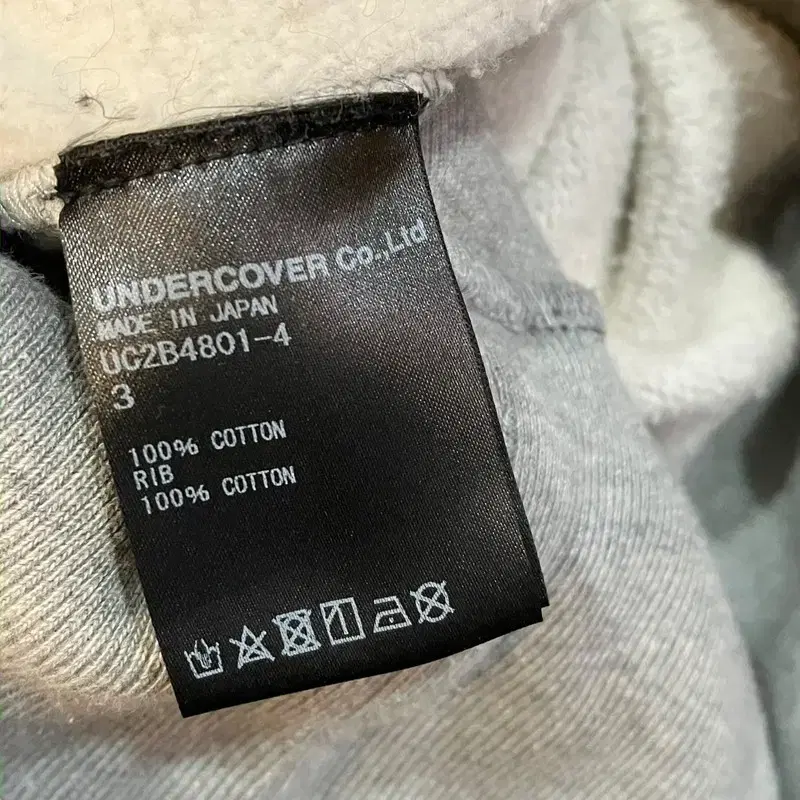 UNDERCOVER Co.,Ltd
MADE IN JAPAN
UC2B4801-4
3
100% COTTON
RIB
100% COTTON